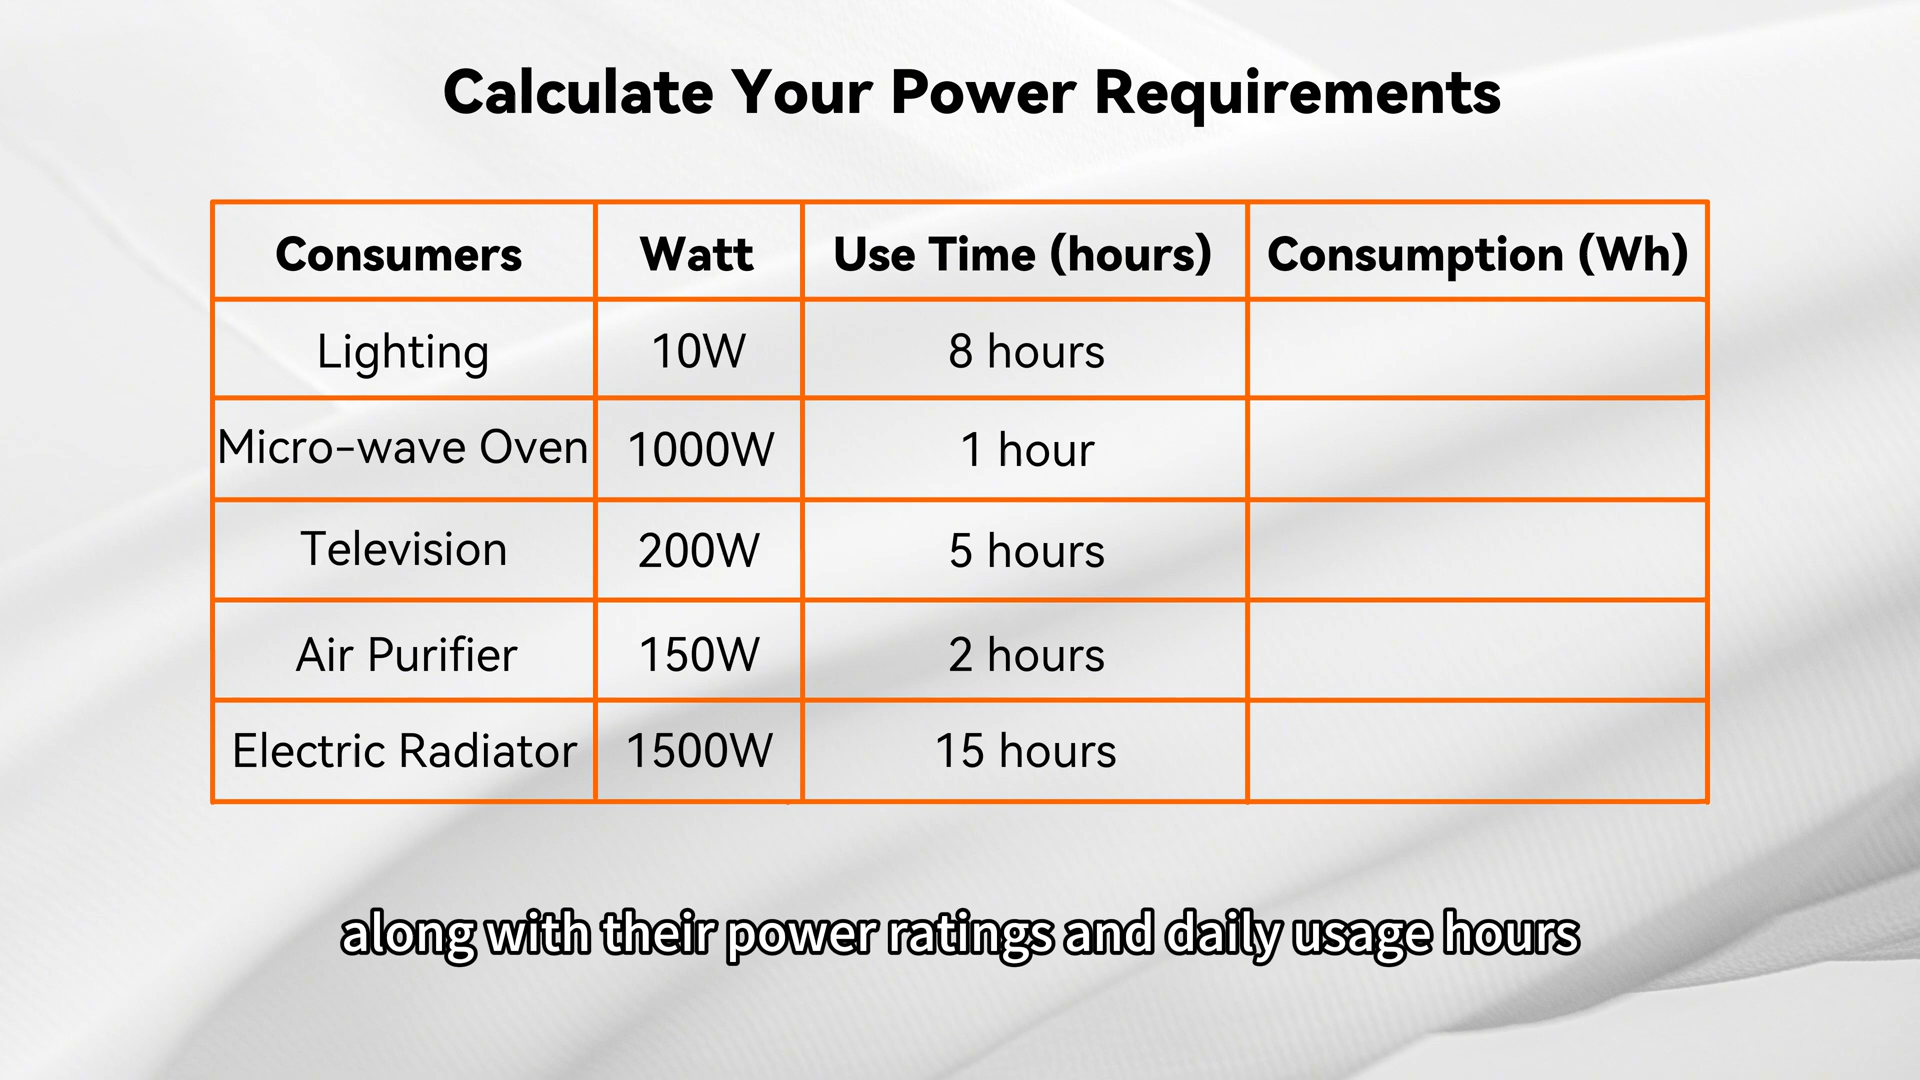 Calculate Your Power Requirements
Consumers Watt Use Time (hours) Consumption (Wh)
Lighting 10W 8 hours
Micro-wave Oven 1000W 1 hour
Television 200W 5 hours
Air Purifier 150W 2 hours
Electric Radiator 1500W 15 hours
along with their power ratings and daily usage hours